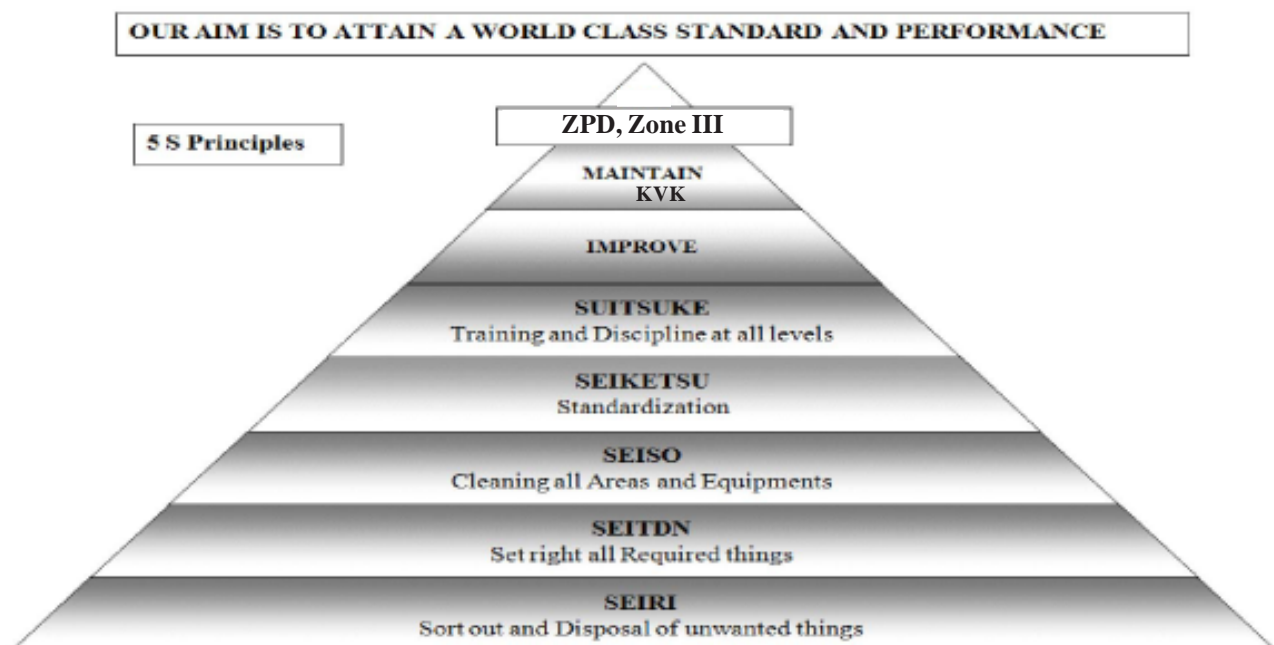 OUR AIM IS TO ATTAIN A WORLD CLASS STANDARD AND PERFORMANCE
5 S Principles
ZPD, Zone III
MAINTAIN
KVK
IMPROVE
SUITSUKE
Training and Discipline at all levels
SEIKETSU
Standardization
SEISO
Cleaning all Areas and Equipments
SEITDN
Set right all Required things
SEIRI
Sort out and Disposal of unwanted things